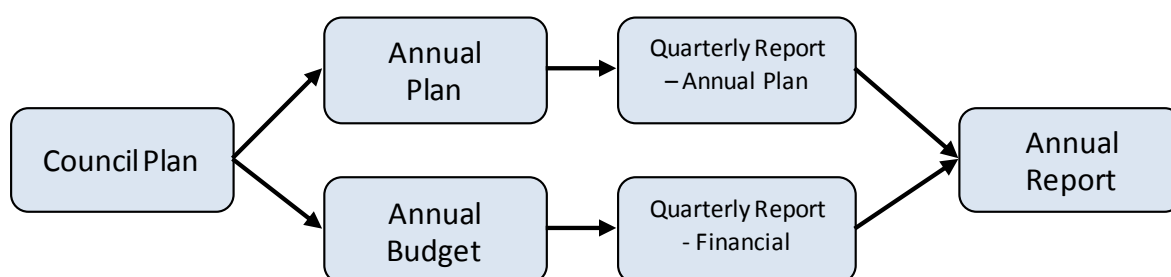 Council Plan
Annual
Plan
Annual
Budget
Quarterly Report
– Annual Plan
Quarterly Report
- Financial
Annual
Report